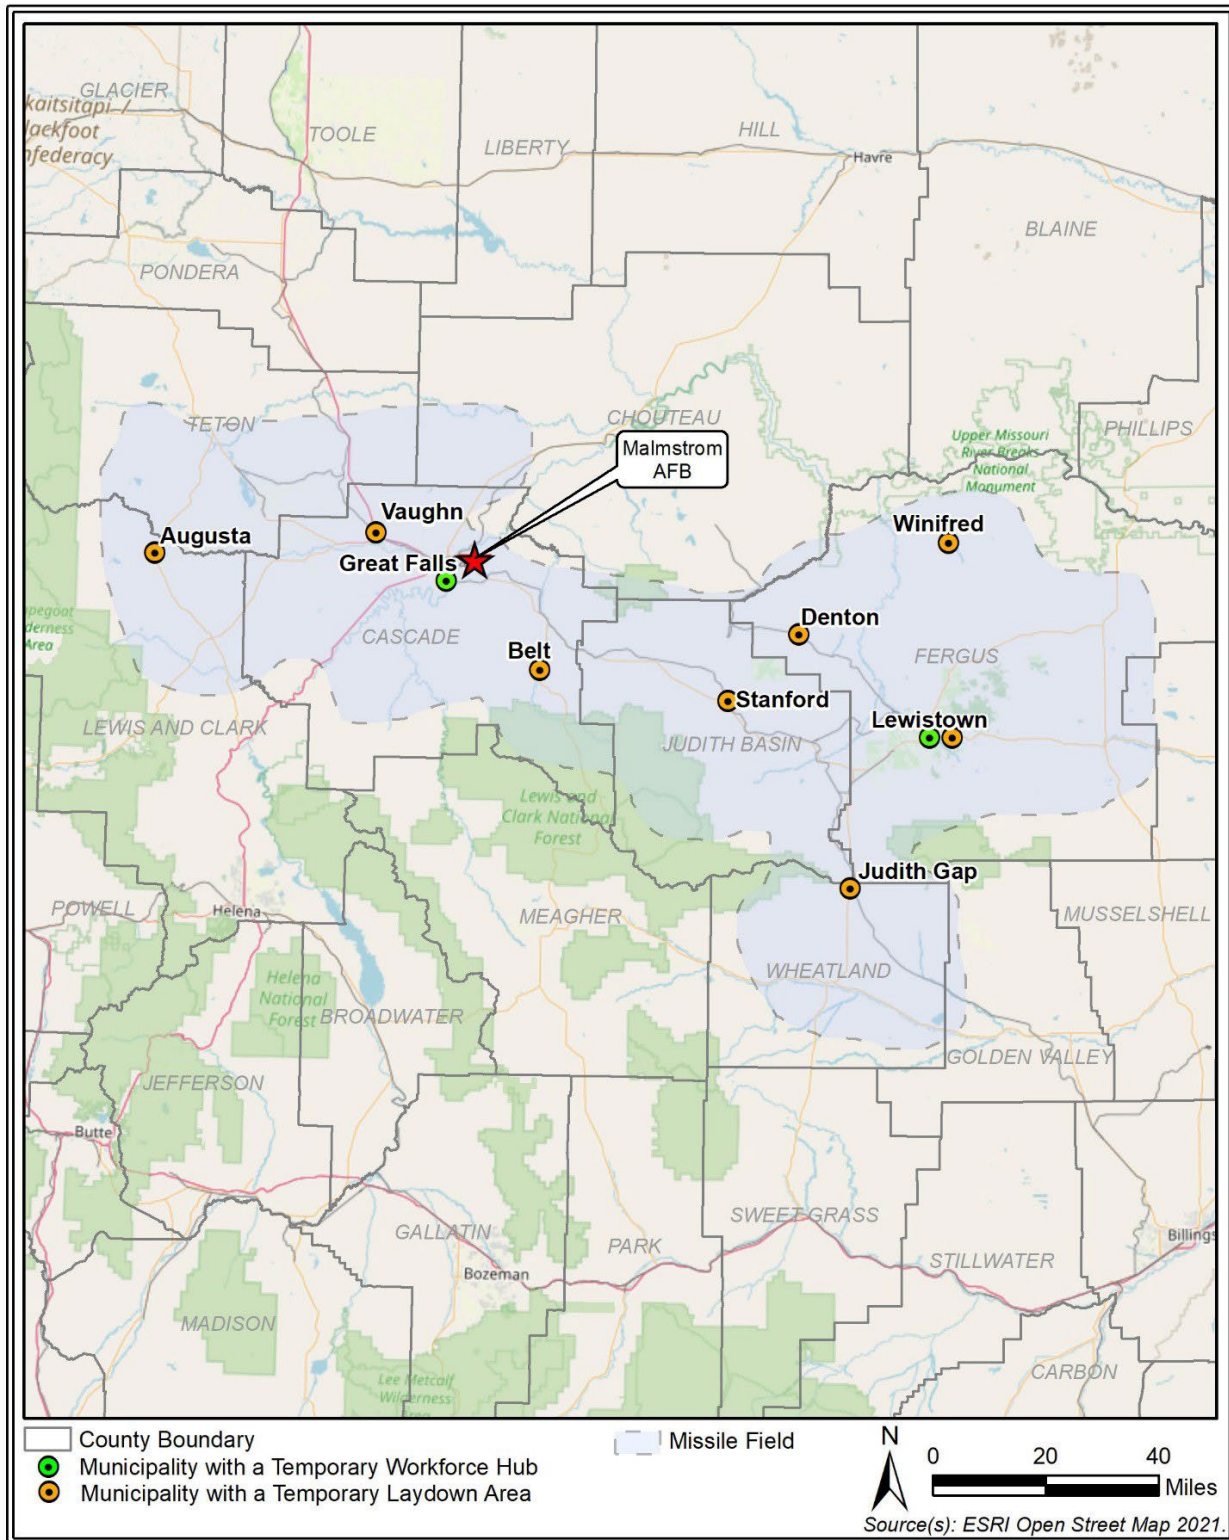 GLACIER
kaitsitapi /
lackfoot
nfederacy
TOOLE
LIBERTY
HILL
Havre
BLAINE
PONDERA
TETON
CHOUTEAU
PHILLIPS
Malmstrom
AFB
Upper Missouri
River Breaks
National
Monument
Augusta
Vaughn
Winifred
Great Falls
Denton
CASCADE
Belt
FERGUS
pegoat
derness
Area
Stanford
LEWIS AND CLARK
JUDITH BASIN
Lewistown
Lewis and
Clark National
Forest
Judith Gap
POWELL
Helena
MEAGHER
MUSSELSHELL
WHEATLAND
Helena
National
Forest
BROADWATER
GOLDEN VALLEY
JEFFERSON
Butte
GALLATIN
SWEET GRASS
PARK
STILLWATER
Billings
Bozeman
MADISON
CARBON
Lee Metcalf
Wilderness
Area
County Boundary
Municipality with a Temporary Workforce Hub
Municipality with a Temporary Laydown Area
Missile Field
N
0 20 40
Miles
Source(s): ESRI Open Street Map 2021.